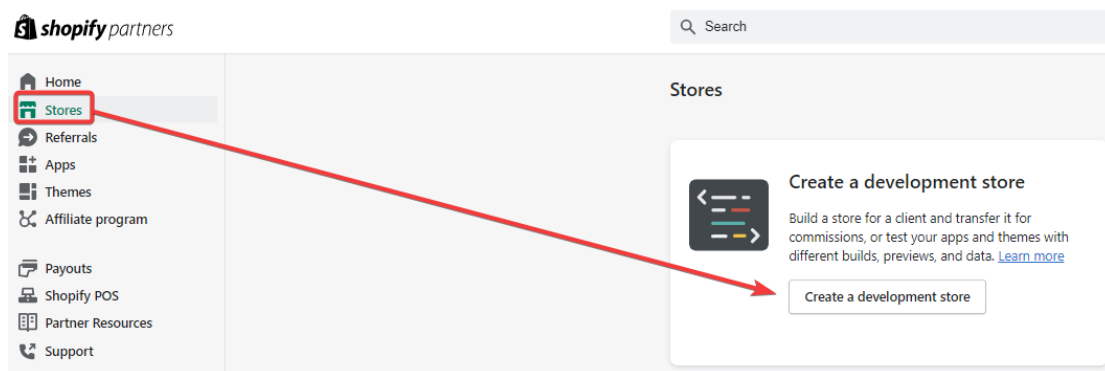 shopify partners
Search
Home
Stores
Referrals
Apps
Themes
Affiliate program
Payouts
Shopify POS
Partner Resources
Support
Stores
Create a development store
Build a store for a client and transfer it for
commissions, or test your apps and themes with
different builds, previews, and data. Learn more
Create a development store